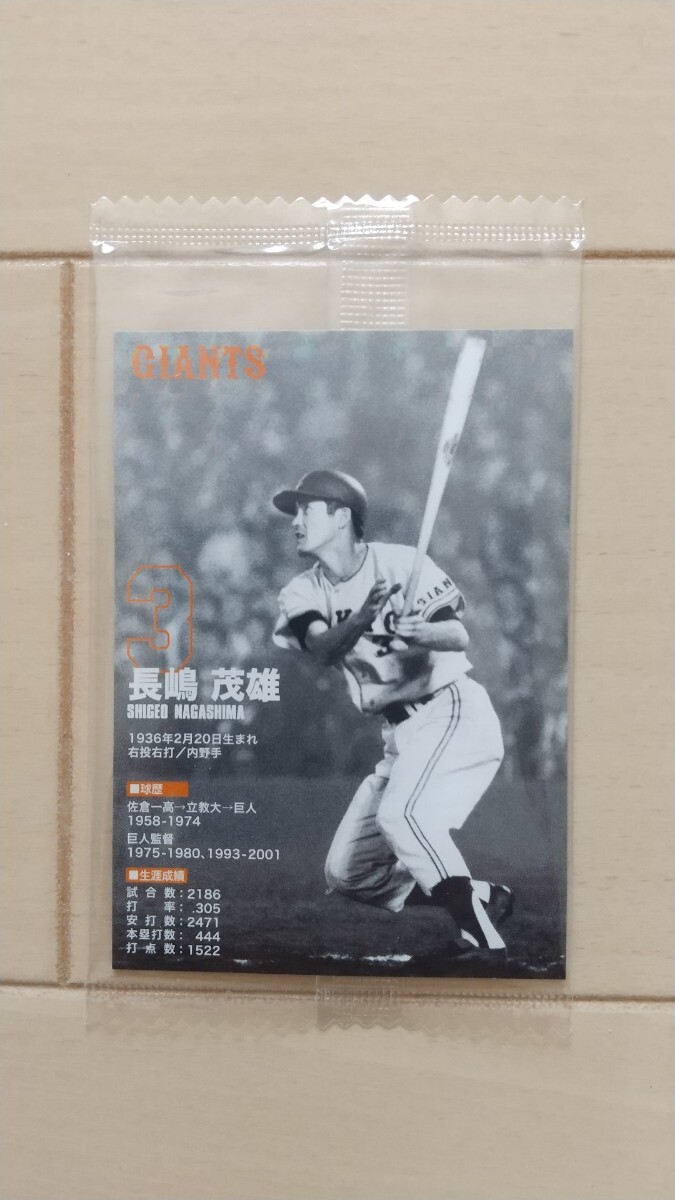 GIANTS
GIAN
3
3
長嶋 茂雄
SHIGEO NAGASHIMA
1936年2月20日生まれ
右投右打／内野手
■球歴
佐倉一高→立教大→巨人
1958-1974
巨人監督
1975-1980、1993-2001
■生涯成績
試合数：2186
打率：.305
安打数：2471
本塁打数：444
打点数：1522